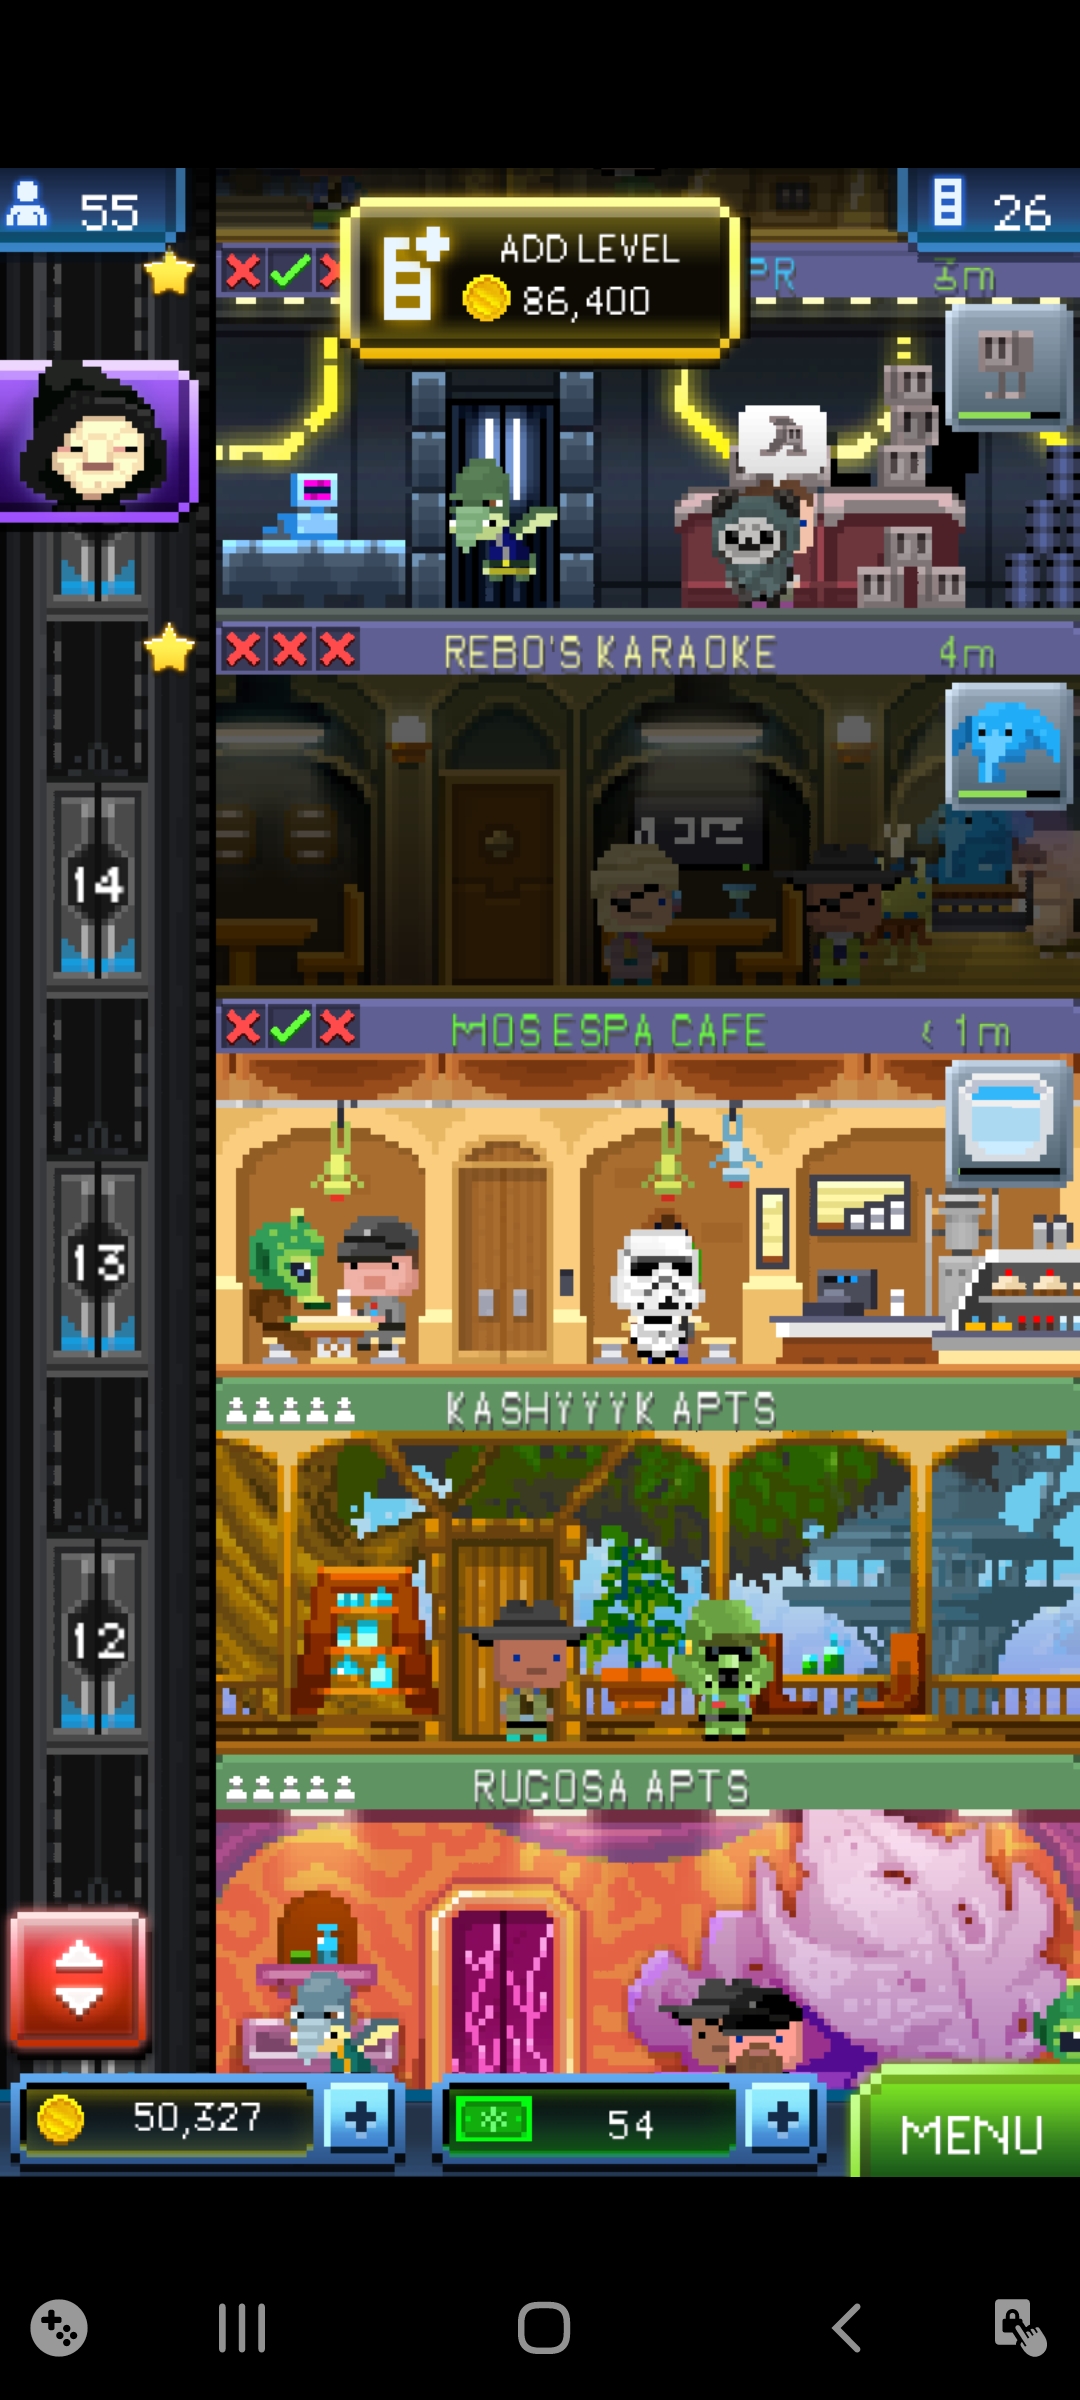 55
ADD LEVEL
86,400
26
PR
3m
REBO'S KARAOKE
4m
14
MOS ESPA CAFE
< 1m
13
KASHYYYK APTS
12
RUGOSA APTS
50,327
54
MENU